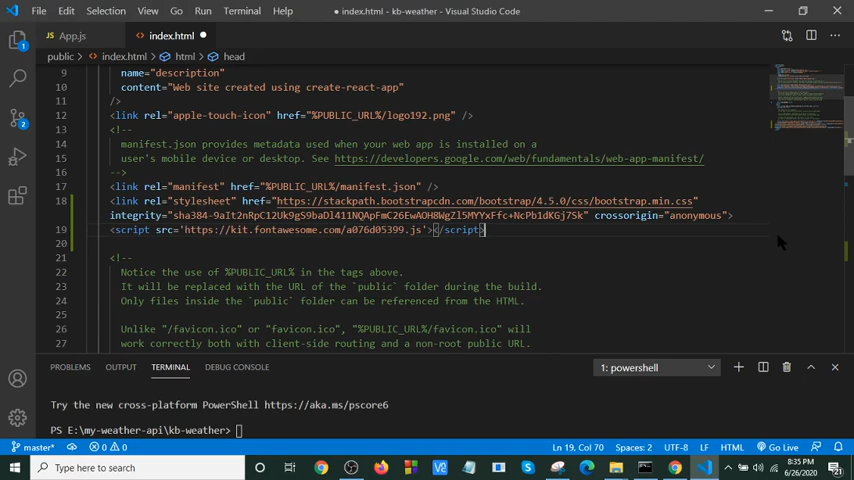 File Edit Selection View Go Run Terminal Help
● index.html - kb-weather - Visual Studio Code
App.js
<> index.html ●
public > <> index.html > html > head
9 name="description"
10 content="Web site created using create-react-app"
11 />
12 <link rel="apple-touch-icon" href="%PUBLIC_URL%/logo192.png" />
13 <!--
14 manifest.json provides metadata used when your web app is installed on a
15 user's mobile device or desktop. See https://developers.google.com/web/fundamentals/web-app-manifest/
16 -->
17 <link rel="manifest" href="%PUBLIC_URL%/manifest.json" />
18 <link rel="stylesheet" href="https://stackpath.bootstrapcdn.com/bootstrap/4.5.0/css/bootstrap.min.css"
integrity="sha384-9aIt2nRpC12Uk9gS9baDl411NQApFmC26EwAOH8WgZl5MYYxFfc+NcPb1dKGj7Sk" crossorigin="anonymous">
19 <script src='https://kit.fontawesome.com/a076d05399.js'></script>
20
21 <!--
22 Notice the use of %PUBLIC_URL% in the tags above.
23 It will be replaced with the URL of the `public` folder during the build.
24 Only files inside the `public` folder can be referenced from the HTML.
25
26 Unlike "/favicon.ico" or "favicon.ico", "%PUBLIC_URL%/favicon.ico" will
27 work correctly both with client-side routing and a non-root public URL.
PROBLEMS OUTPUT TERMINAL DEBUG CONSOLE
1: powershell
Try the new cross-platform PowerShell https://aka.ms/pscore6
PS E:\my-weather-api\kb-weather>
master* 0 0
Ln 19, Col 70 Spaces: 2 UTF-8 LF HTML Go Live
Type here to search
8:35 PM
6/26/2020